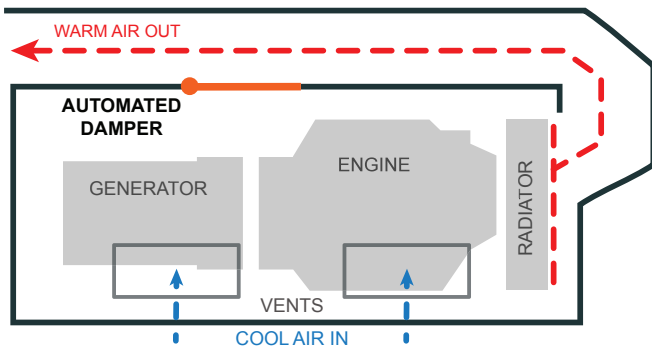 WARM AIR OUT
AUTOMATED
DAMPER
ENGINE
GENERATOR
RADIATOR
VENTS
COOL AIR IN